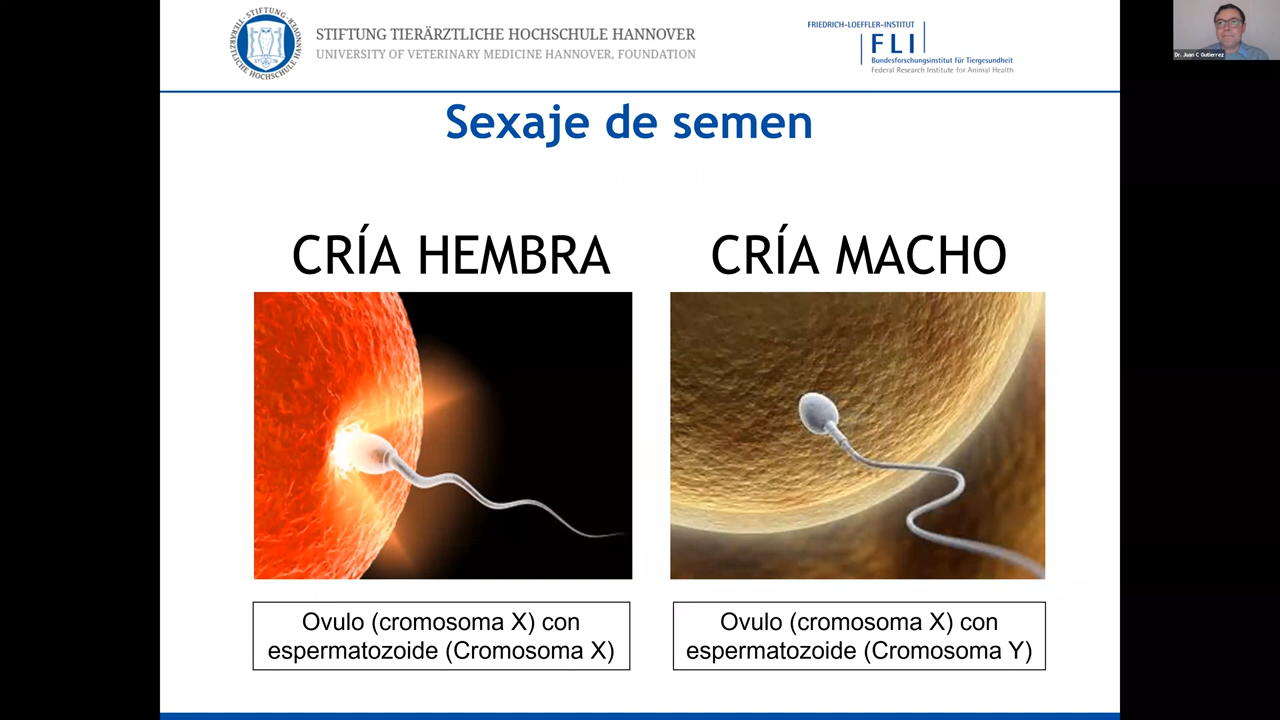 STIFTUNG TIERÄRZTLICHE HOCHSCHULE HANNOVER
UNIVERSITY OF VETERINARY MEDICINE HANNOVER, FOUNDATION
FRIEDRICH-LOEFFLER-INSTITUT
FLI
Bundesforschungsinstitut für Tiergesundheit
Federal Research Institute for Animal Health
Dr. Juan C Gutierrez
Sexaje de semen
CRÍA HEMBRA
CRÍA MACHO
Ovulo (cromosoma X) con
espermatozoide (Cromosoma X)
Ovulo (cromosoma X) con
espermatozoide (Cromosoma Y)